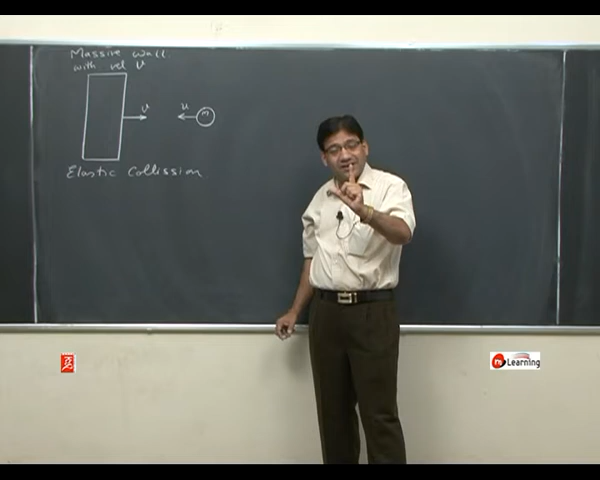 Massive wall
with vel v
v
u
m
Elastic Collission
Learning